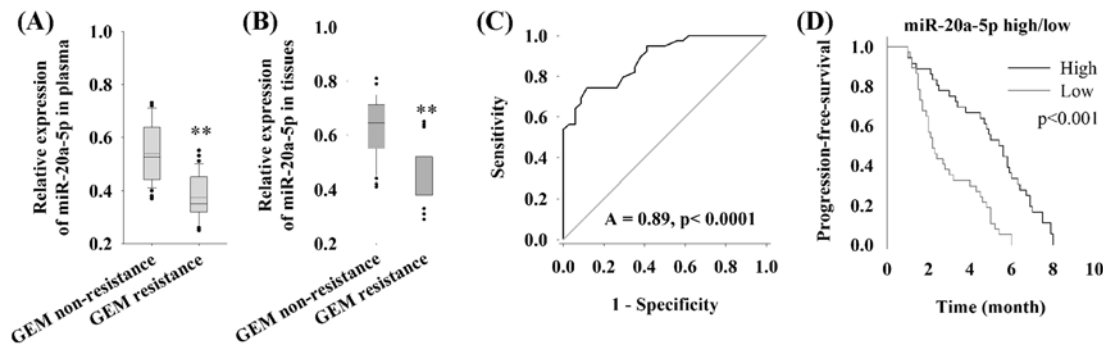 (A)
Relative expression
of miR-20a-5p in plasma
1.0
0.8
0.6
0.4
0.2
**
GEM non-resistance
GEM resistance
(B)
Relative expression
of miR-20a-5p in tissues
1.0
0.8
0.6
0.4
0.2
**
GEM non-resistance
GEM resistance
(C)
Sensitivity
1.0
0.8
0.6
0.4
0.2
0.0
A = 0.89, p< 0.0001
0.0 0.2 0.4 0.6 0.8 1.0
1 - Specificity
(D)
miR-20a-5p high/low
Progression-free-survival
1.0
0.8
0.6
0.4
0.2
0.0
High
Low
p<0.001
0 2 4 6 8 10
Time (month)